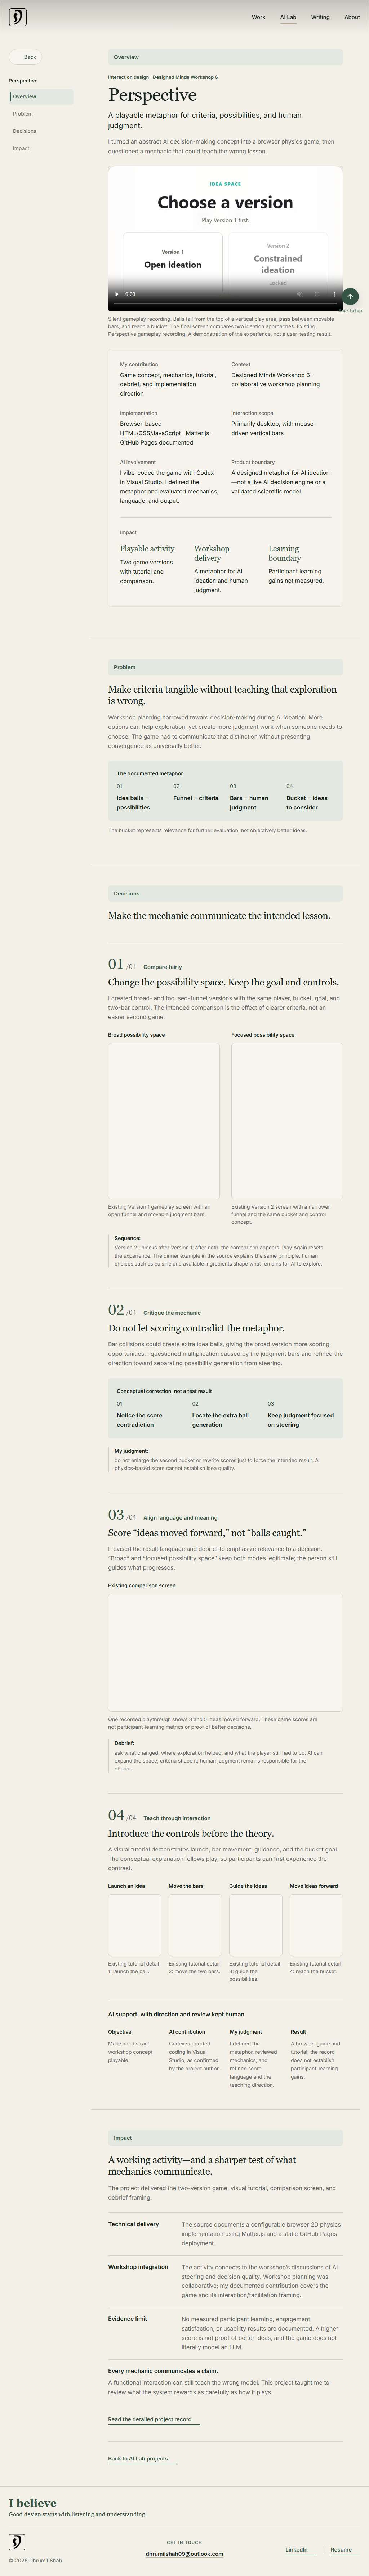 Work AI Lab Writing About
Back
Perspective
Overview
Problem
Decisions
Impact
Overview
Interaction design · Designed Minds Workshop 6
Perspective
A playable metaphor for criteria, possibilities, and human
judgment.
I turned an abstract AI decision-making concept into a browser physics game, then
questioned a mechanic that could teach the wrong lesson.
IDEA SPACE
Choose a version
Play Version 1 first.
Version 1
Open ideation
Version 2
Constrained
ideation
Locked
0:00
Back to top
Silent gameplay recording. Balls fall from the top of a vertical play area, pass between movable
bars, and reach a bucket. The final screen compares two ideation approaches. Existing
Perspective gameplay recording. A demonstration of the experience, not a user-testing result.
My contribution
Game concept, mechanics, tutorial,
debrief, and implementation
direction
Context
Designed Minds Workshop 6 ·
collaborative workshop planning
Implementation
Browser-based
HTML/CSS/JavaScript · Matter.js ·
GitHub Pages documented
Interaction scope
Primarily desktop, with mouse-
driven vertical bars
AI involvement
I vibe-coded the game with Codex
in Visual Studio. I defined the
metaphor and evaluated mechanics,
language, and output.
Product boundary
A designed metaphor for AI ideation
—not a live AI decision engine or a
validated scientific model.
Impact
Playable activity
Two game versions
with tutorial and
comparison.
Workshop
delivery
A metaphor for AI
ideation and human
judgment.
Learning
boundary
Participant learning
gains not measured.
Problem
Make criteria tangible without teaching that exploration
is wrong.
Workshop planning narrowed toward decision-making during AI ideation. More
options can help exploration, yet create more judgment work when someone needs to
choose. The game had to communicate that distinction without presenting
convergence as universally better.
The documented metaphor
01
Idea balls =
possibilities
02
Funnel = criteria
03
Bars = human
judgment
04
Bucket = ideas
to consider
The bucket represents relevance for further evaluation, not objectively better ideas.
Decisions
Make the mechanic communicate the intended lesson.
01 /04 Compare fairly
Change the possibility space. Keep the goal and controls.
I created broad- and focused-funnel versions with the same player, bucket, goal, and
two-bar control. The intended comparison is the effect of clearer criteria, not an
easier second game.
Broad possibility space
Focused possibility space
Existing Version 1 gameplay screen with an
open funnel and movable judgment bars.
Existing Version 2 screen with a narrower
funnel and the same bucket and control
concept.
Sequence:
Version 2 unlocks after Version 1; after both, the comparison appears. Play Again resets
the experience. The dinner example in the source explains the same principle: human
choices such as cuisine and available ingredients shape what remains for AI to explore.
02 /04 Critique the mechanic
Do not let scoring contradict the metaphor.
Bar collisions could create extra idea balls, giving the broad version more scoring
opportunities. I questioned multiplication caused by the judgment bars and refined the
direction toward separating possibility generation from steering.
Conceptual correction, not a test result
01
Notice the score
contradiction
02
Locate the extra ball
generation
03
Keep judgment focused
on steering
My judgment:
do not enlarge the second bucket or rewrite scores just to force the intended result. A
physics-based score cannot establish idea quality.
03 /04 Align language and meaning
Score “ideas moved forward,” not “balls caught.”
I revised the result language and debrief to emphasize relevance to a decision.
“Broad” and “focused possibility space” keep both modes legitimate; the person still
guides what progresses.
Existing comparison screen
One recorded playthrough shows 3 and 5 ideas moved forward. These game scores are
not participant-learning metrics or proof of better decisions.
Debrief:
ask what changed, where exploration helped, and what the player still had to do. AI can
expand the space; criteria shape it; human judgment remains responsible for the
choice.
04 /04 Teach through interaction
Introduce the controls before the theory.
A visual tutorial demonstrates launch, bar movement, guidance, and the bucket goal.
The conceptual explanation follows play, so participants can first experience the
contrast.
Launch an idea
Move the bars
Guide the ideas
Move ideas forward
Existing tutorial detail
1: launch the ball.
Existing tutorial detail
2: move the two bars.
Existing tutorial detail
3: guide the
possibilities.
Existing tutorial detail
4: reach the bucket.
AI support, with direction and review kept human
Objective
Make an abstract
workshop concept
playable.
AI contribution
Codex supported
coding in Visual
Studio, as confirmed
by the project author.
My judgment
I defined the
metaphor, reviewed
mechanics, and
refined score
language and the
teaching direction.
Result
A browser game and
tutorial; the record
does not establish
participant-learning
gains.
Impact
A working activity—and a sharper test of what
mechanics communicate.
The project delivered the two-version game, visual tutorial, comparison screen, and
debrief framing.
Technical delivery
The source documents a configurable browser 2D physics
implementation using Matter.js and a static GitHub Pages
deployment.
Workshop integration
The activity connects to the workshop’s discussions of AI
steering and decision quality. Workshop planning was
collaborative; my documented contribution covers the
game and its interaction/facilitation framing.
Evidence limit
No measured participant learning, engagement,
satisfaction, or usability results are documented. A higher
score is not proof of better ideas, and the game does not
literally model an LLM.
Every mechanic communicates a claim.
A functional interaction can still teach the wrong model. This project taught me to
review what the system rewards as carefully as how it plays.
Read the detailed project record
Back to AI Lab projects
I believe
Good design starts with listening and understanding.
© 2026 Dhrumil Shah
GET IN TOUCH
dhrumilshah09@outlook.com
LinkedIn
Resume